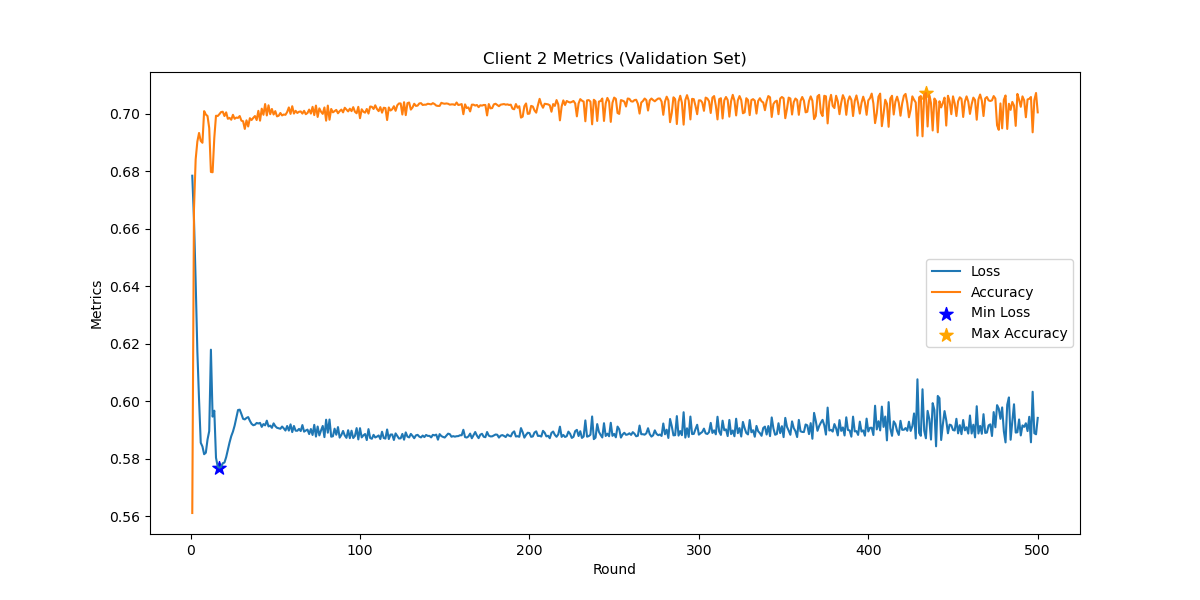 Client 2 Metrics (Validation Set)
Metrics
0.70
0.68
0.66
0.64
0.62
0.60
0.58
0.56
Loss
Accuracy
Min Loss
Max Accuracy
0 100 200 300 400 500
Round